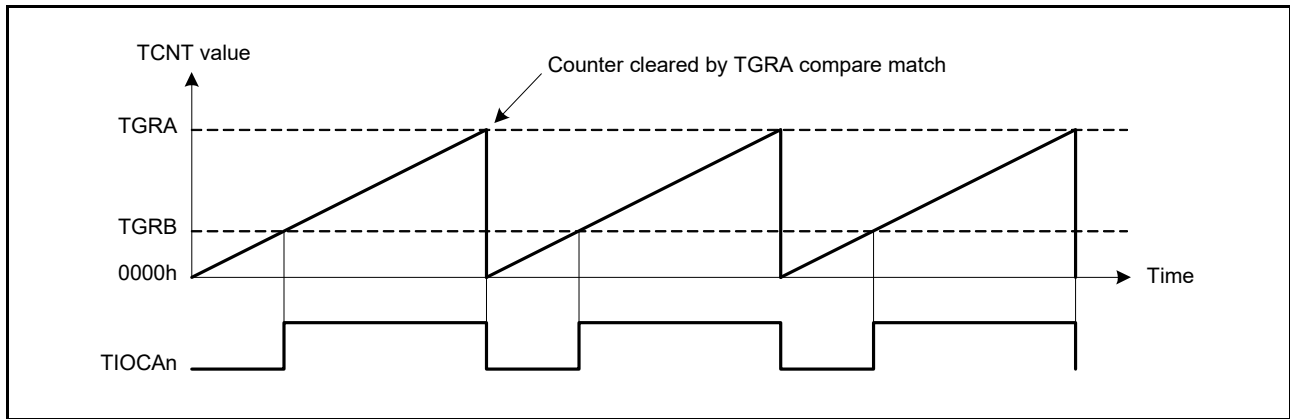 TCNT value
Counter cleared by TGRA compare match
TGRA
TGRB
0000h
Time
TIOCAn